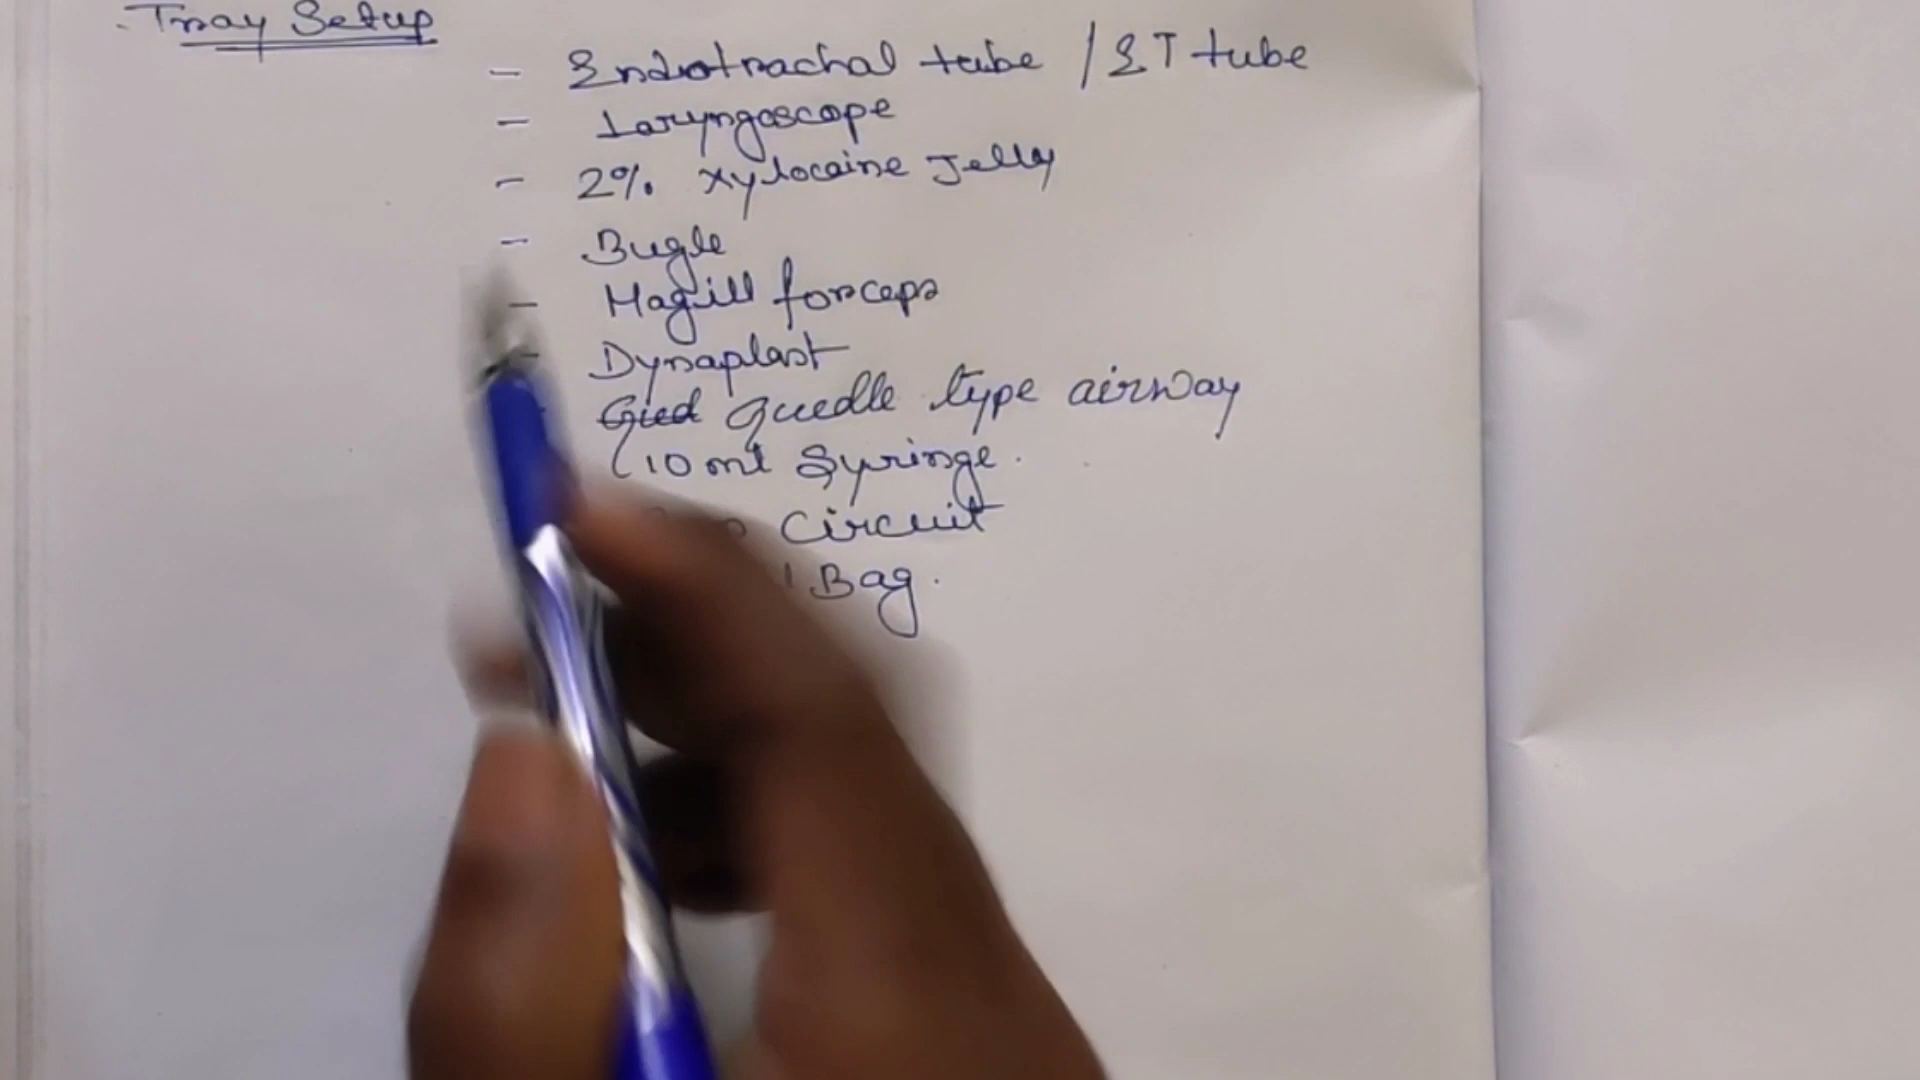 Tray Setup
- Endotrachal tube / ET tube
- Laryngoscope
- 2% xylocaine Jelly
- Bugle
- Magill forceps
- Dynaplast
Gued guedle type airway
10 ml Syringe.
Circuit
Bag.